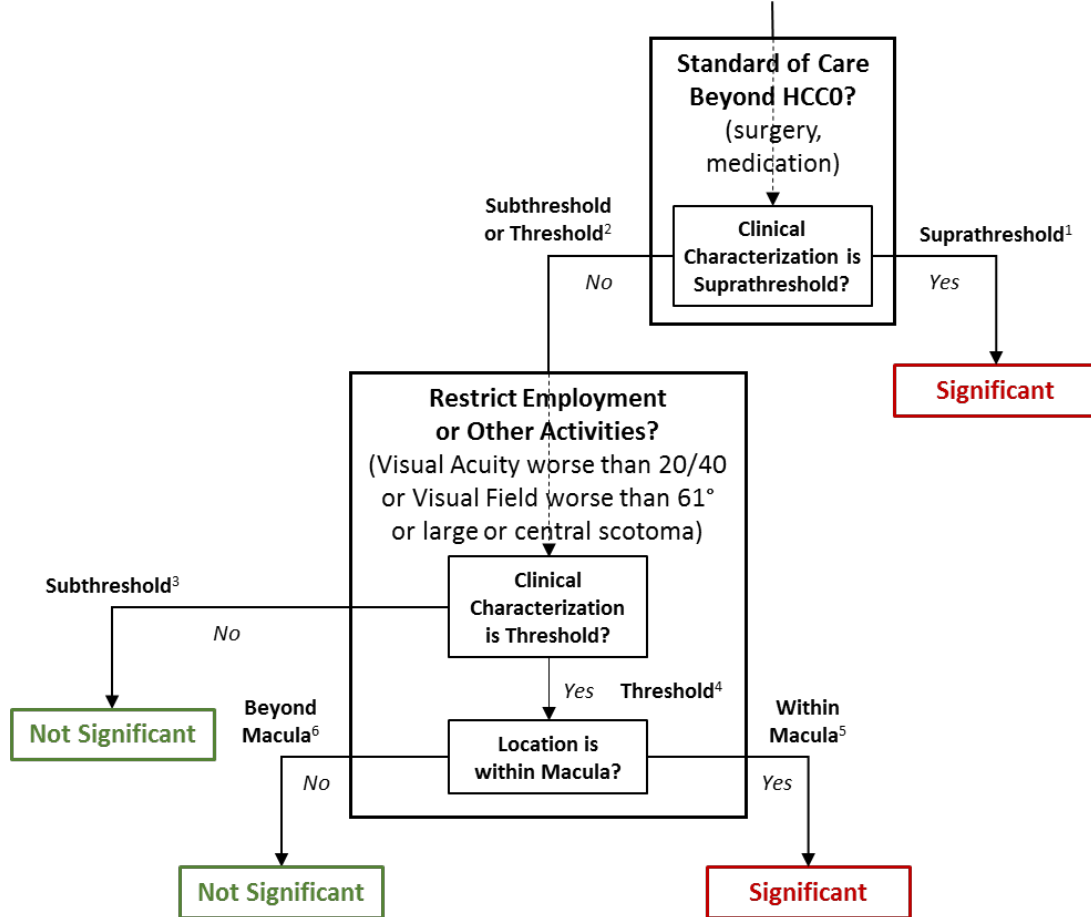 Standard of Care
Beyond HCC0?
(surgery,
medication)
Subthreshold
or Threshold²
No
Clinical
Characterization is
Suprathreshold?
Suprathreshold¹
Yes
Significant
Restrict Employment
or Other Activities?
(Visual Acuity worse than 20/40
or Visual Field worse than 61°
or large or central scotoma)
Subthreshold³
No
Clinical
Characterization
is Threshold?
Not Significant
Yes
Threshold⁴
Beyond
Macula⁶
No
Location is
within Macula?
Within
Macula⁵
Yes
Not Significant
Significant